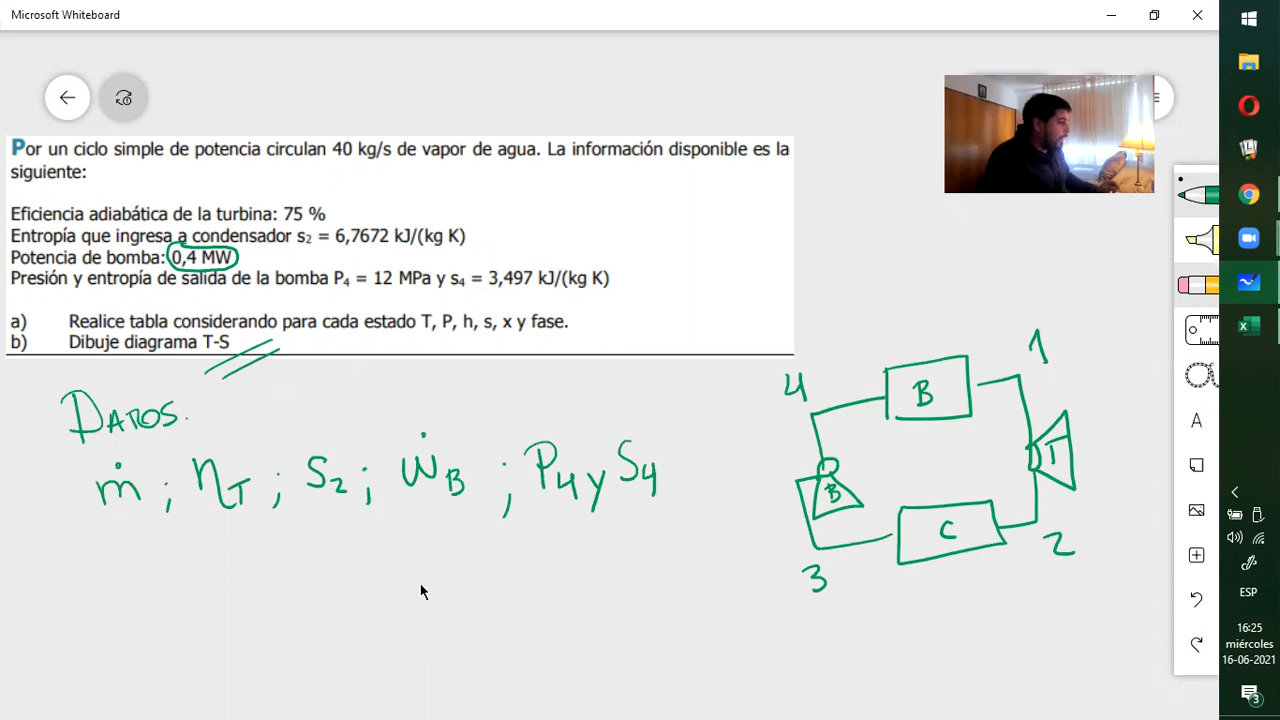 Microsoft Whiteboard
Por un ciclo simple de potencia circulan 40 kg/s de vapor de agua. La información disponible es la
siguiente:
Eficiencia adiabática de la turbina: 75 %
Entropía que ingresa a condensador s₂ = 6,7672 kJ/(kg K)
Potencia de bomba: 0,4 MW
Presión y entropía de salida de la bomba P₄ = 12 MPa y s₄ = 3,497 kJ/(kg K)
a) Realice tabla considerando para cada estado T, P, h, s, x y fase.
b) Dibuje diagrama T-S
DATOS.
ṁ ; ηT ; S2 ; ẆB ; P4 y S4
1
4
B
T
B
C
2
3
A
ESP
16:25
miércoles
16-06-2021
3